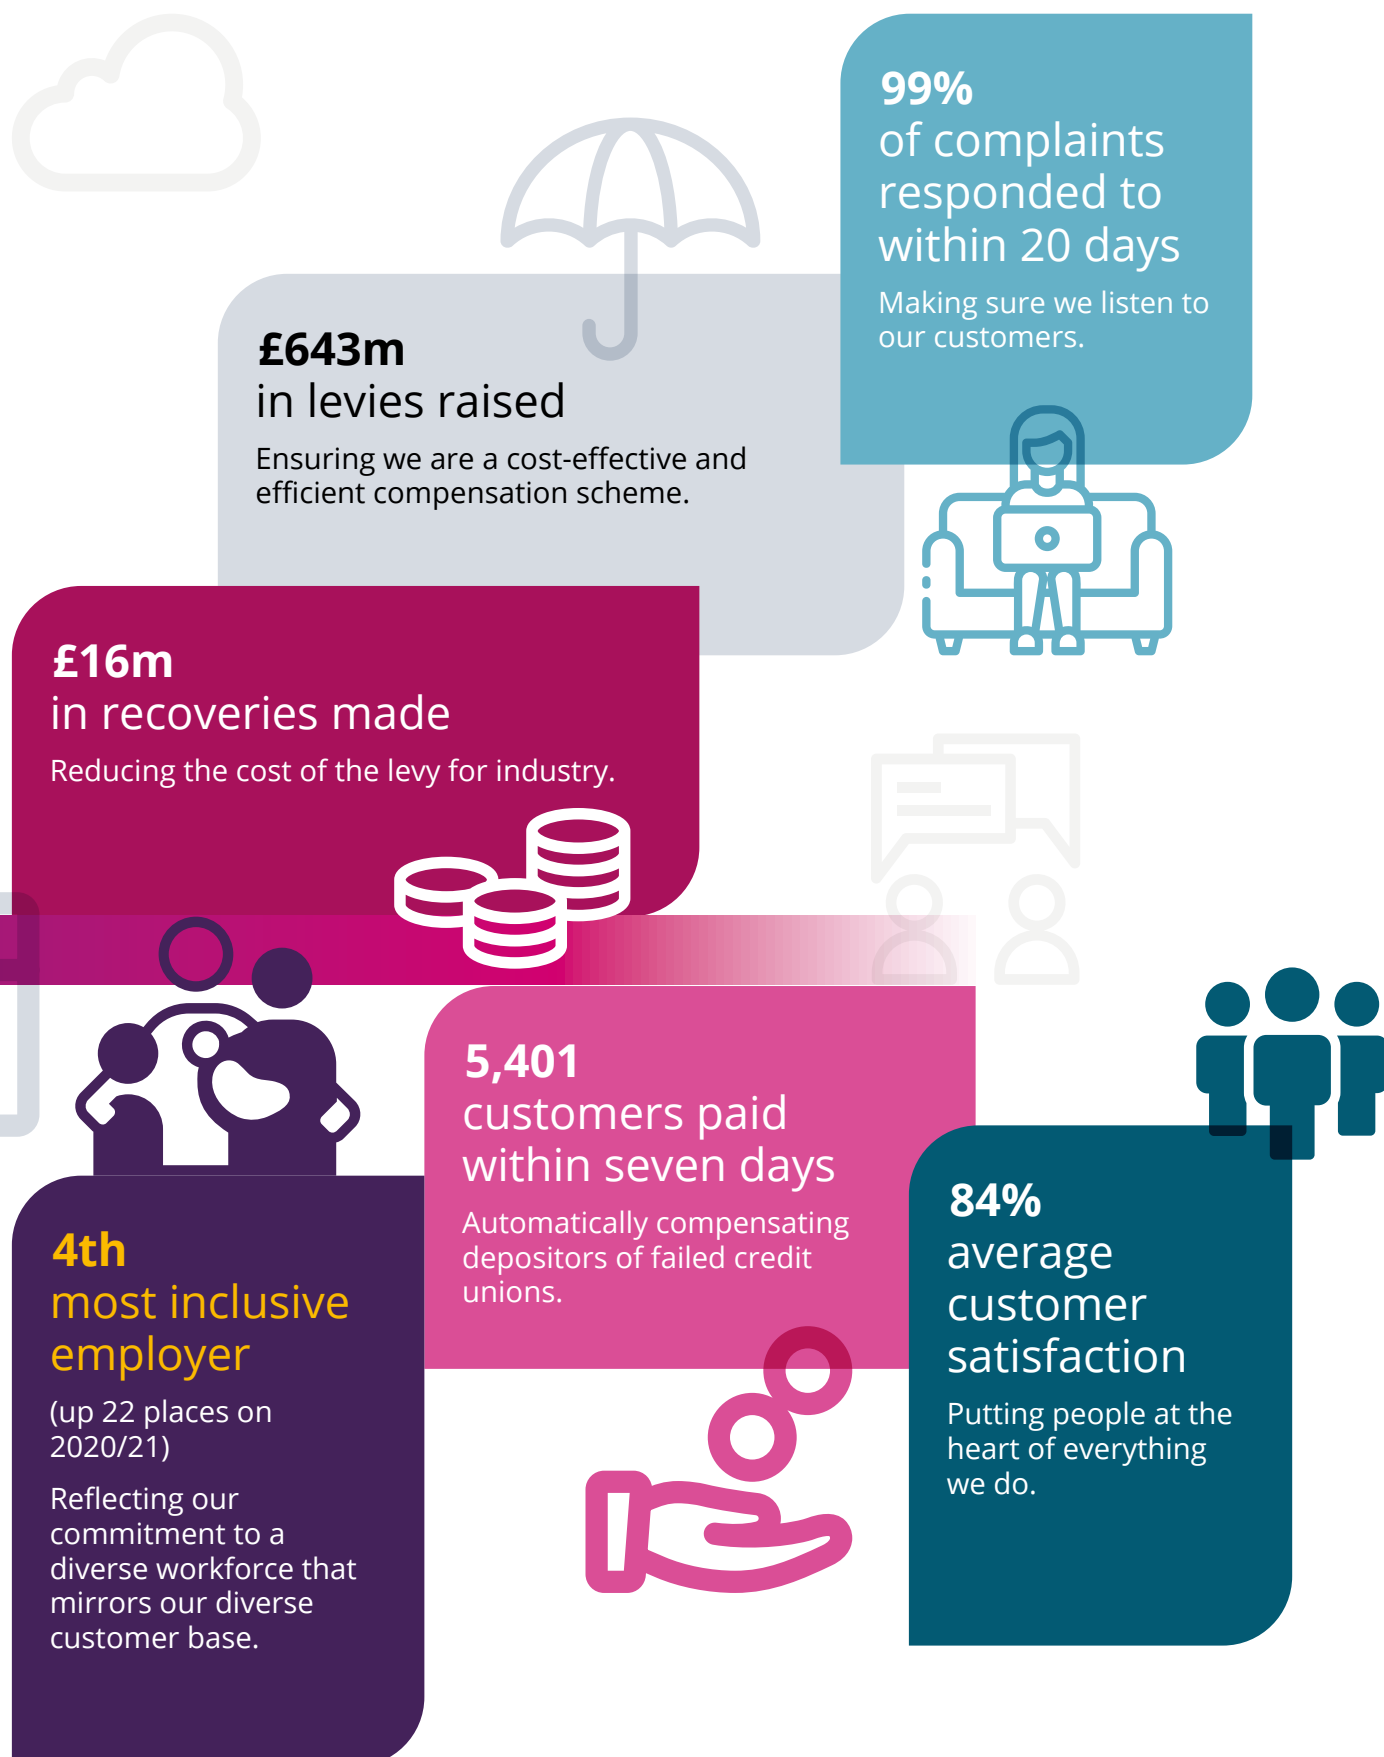 99%
of complaints
responded to
within 20 days
Making sure we listen to
our customers.
£643m
in levies raised
Ensuring we are a cost-effective and
efficient compensation scheme.
£16m
in recoveries made
Reducing the cost of the levy for industry.
5,401
customers paid
within seven days
Automatically compensating
depositors of failed credit
unions.
84%
average
customer
satisfaction
Putting people at the
heart of everything
we do.
4th
most inclusive
employer
(up 22 places on
2020/21)
Reflecting our
commitment to a
diverse workforce that
mirrors our diverse
customer base.